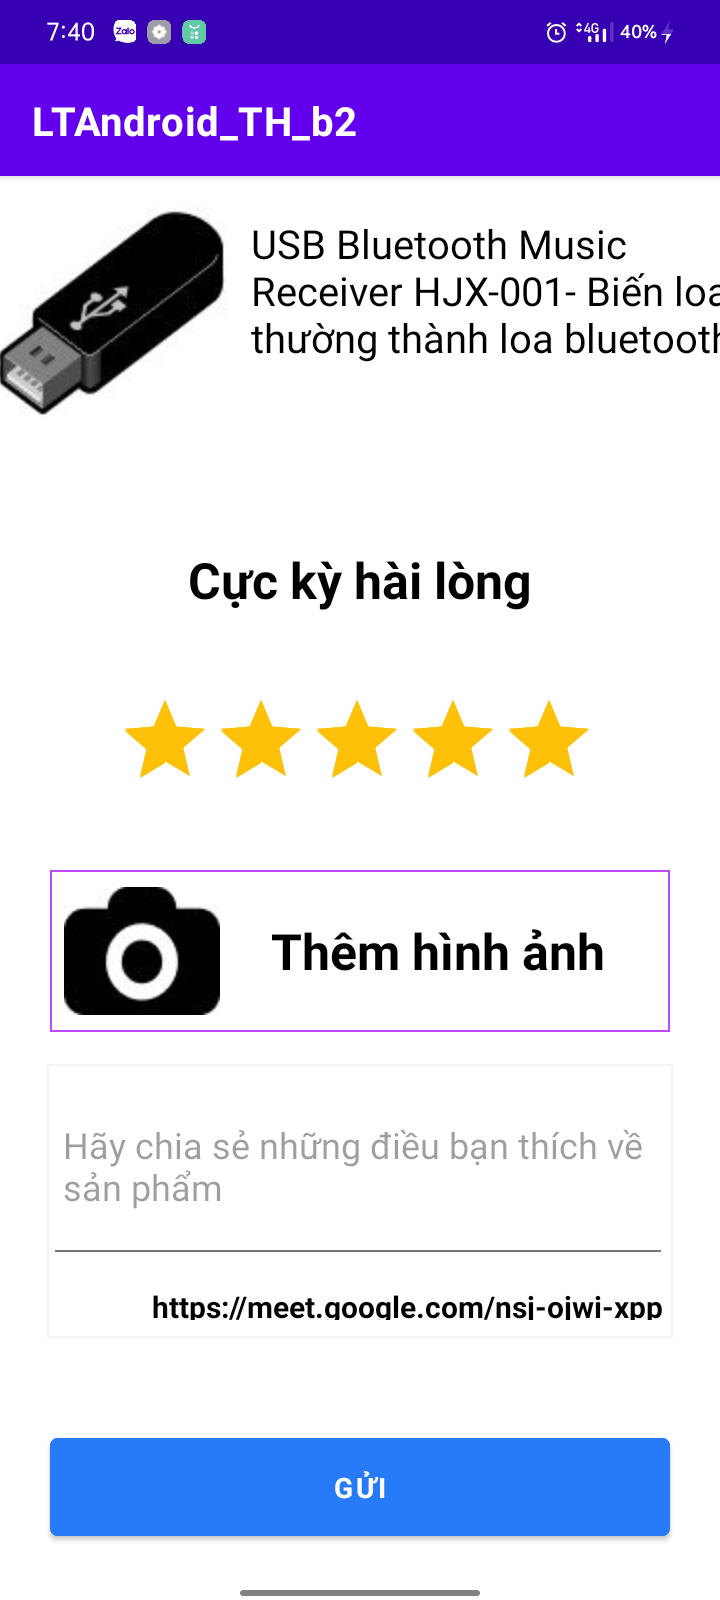 7:40 Zalo 4G 40%
LTAndroid_TH_b2
USB Bluetooth Music
Receiver HJX-001- Biến loa
thường thành loa bluetooth
Cực kỳ hài lòng
Thêm hình ảnh
Hãy chia sẻ những điều bạn thích về
sản phẩm
https://meet.google.com/nsj-ojwi-xpp
GỬI